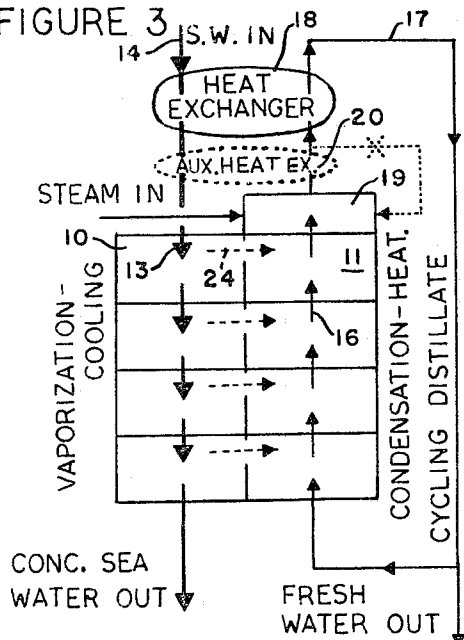 FIGURE 3
14
S.W. IN
18
17
HEAT
EXCHANGER
20
AUX. HEAT EX.
X
STEAM IN
19
10
13
24
11
16
VAPORIZATION-
COOLING
CONDENSATION-HEAT.
CYCLING DISTILLATE
CONC. SEA
WATER OUT
FRESH
WATER OUT